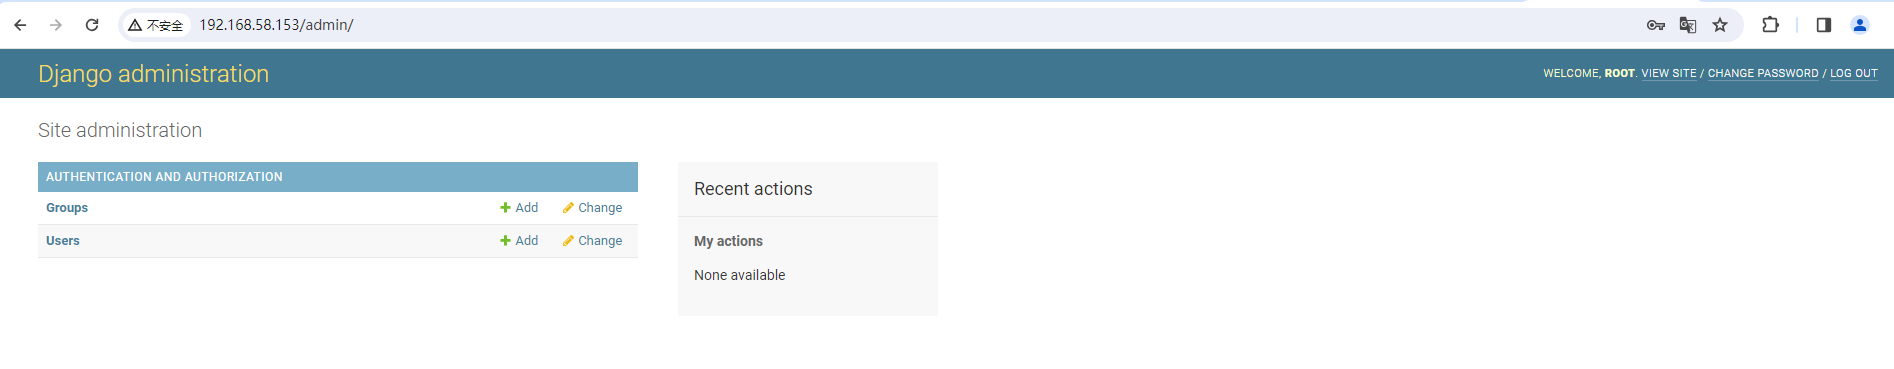 不安全 192.168.58.153/admin/
Django administration
WELCOME, ROOT. VIEW SITE / CHANGE PASSWORD / LOG OUT
Site administration
AUTHENTICATION AND AUTHORIZATION
Groups Add Change
Users Add Change
Recent actions
My actions
None available